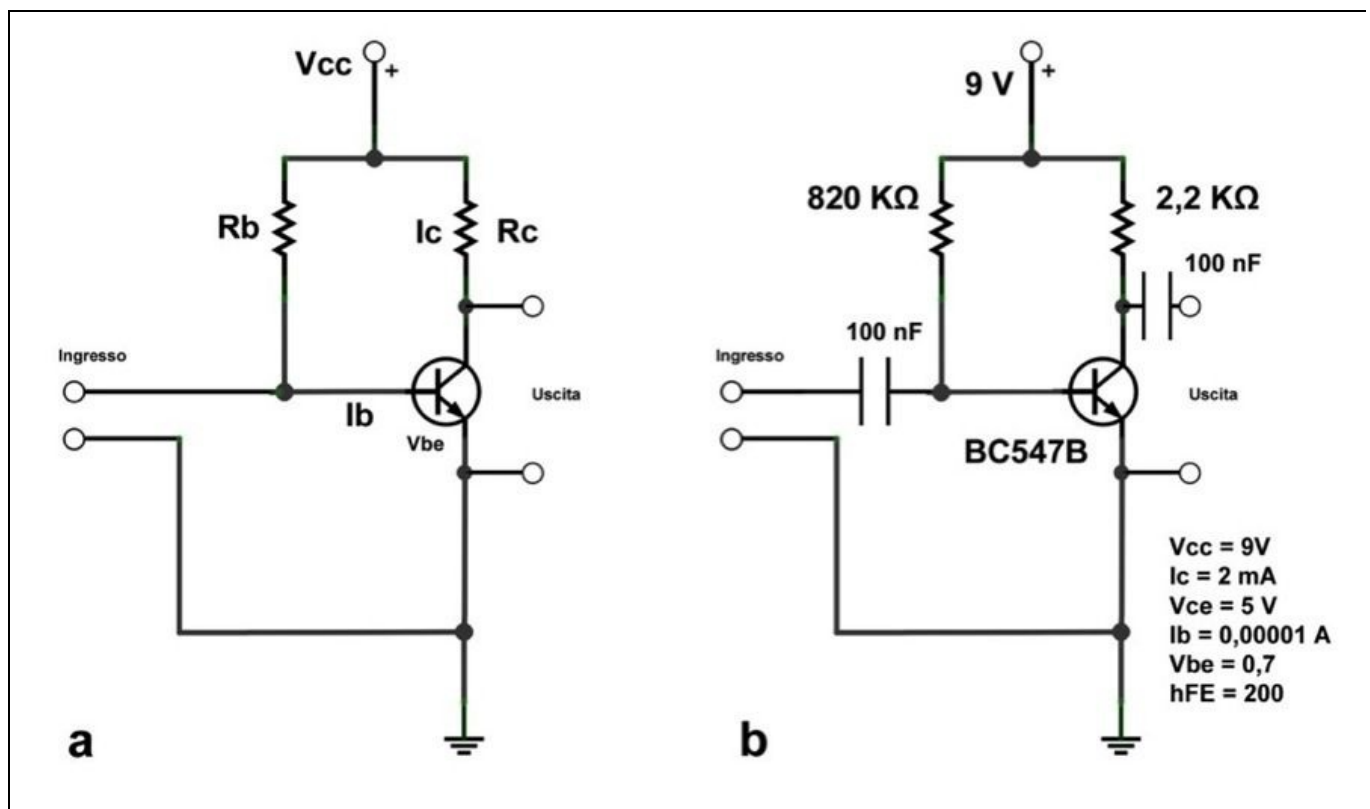 Vcc
+
Rb
Ic
Rc
Ingresso
Ib
Vbe
Uscita
a
9 V
+
820 KΩ
2,2 KΩ
100 nF
100 nF
Ingresso
Uscita
BC547B
Vcc = 9V
Ic = 2 mA
Vce = 5 V
Ib = 0,00001 A
Vbe = 0,7
hFE = 200
b